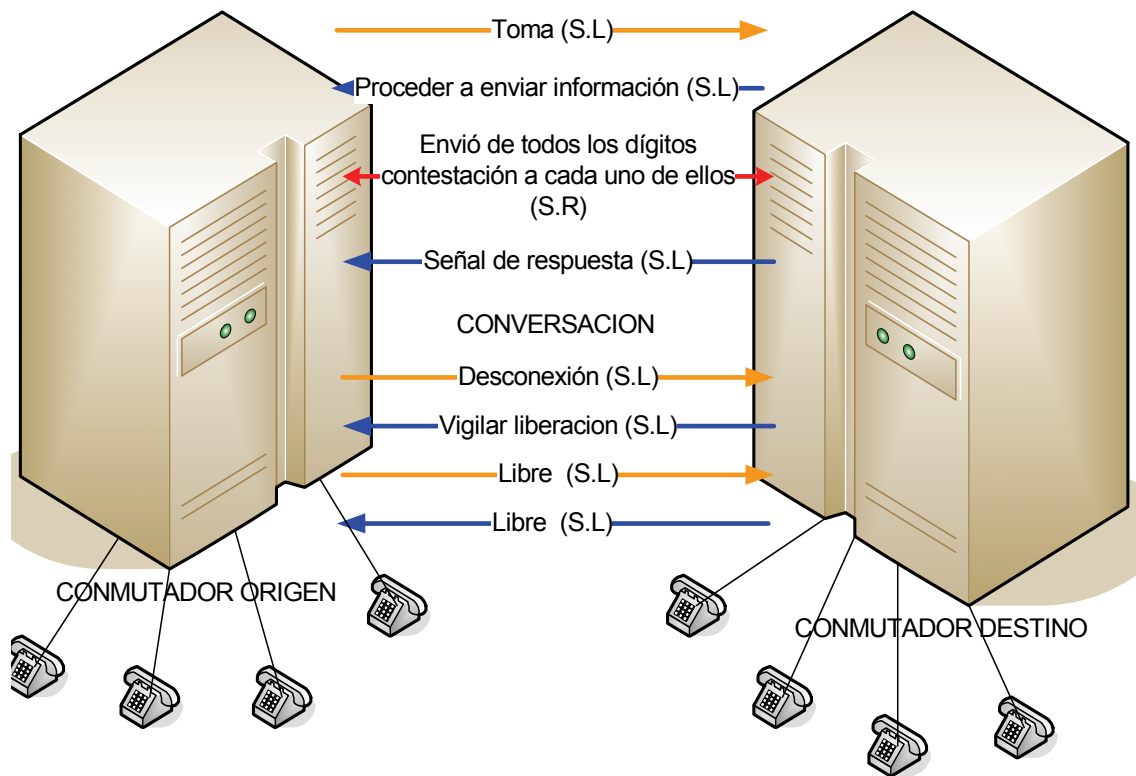 Toma (S.L)
Proceder a enviar información (S.L)
Envió de todos los dígitos
contestación a cada uno de ellos
(S.R)
Señal de respuesta (S.L)
CONVERSACION
Desconexión (S.L)
Vigilar liberacion (S.L)
Libre (S.L)
Libre (S.L)
CONMUTADOR ORIGEN
CONMUTADOR DESTINO